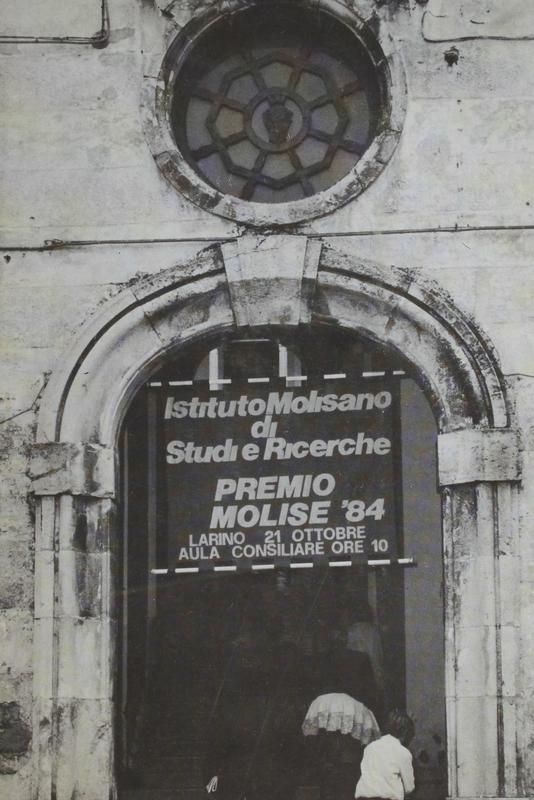 Istituto Molisano
di
Studi e Ricerche
PREMIO
MOLISE '84
LARINO 21 OTTOBRE
AULA CONSILIARE ORE 10